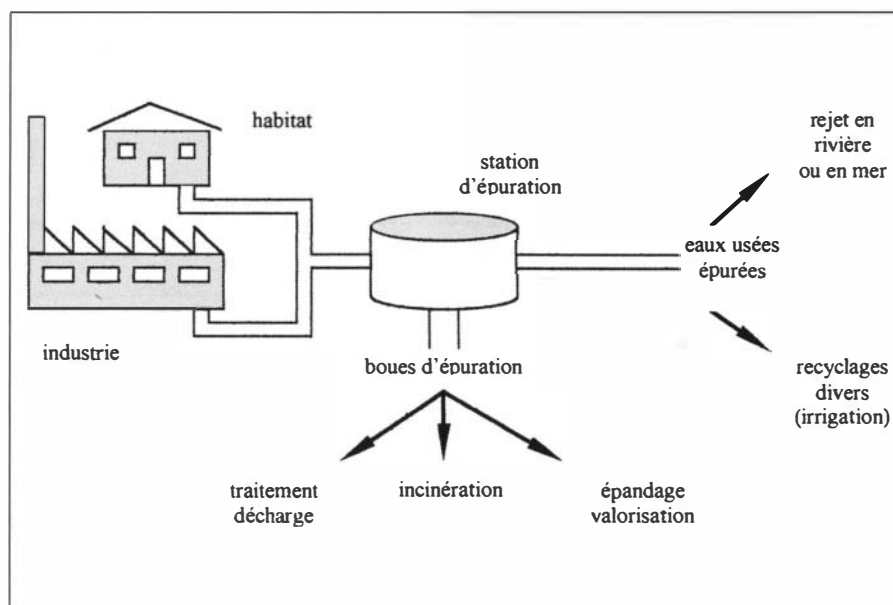 habitat
rejet en
rivière
ou en mer
station
d'épuration
eaux usées
épurées
industrie
boues d'épuration
recyclages
divers
(irrigation)
traitement
décharge
incinération
épandage
valorisation